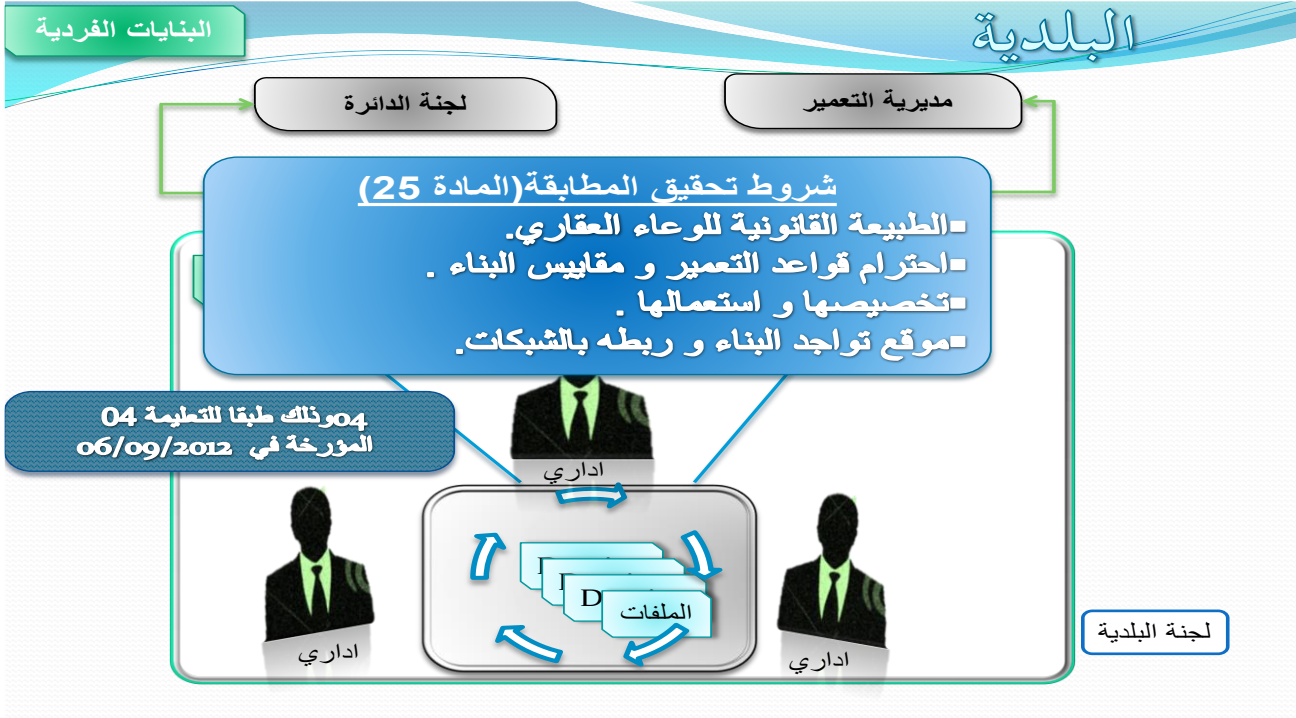 البلدية
البنايات الفردية
مديرية التعمير
لجنة الدائرة
شروط تحقيق المطابقة(المادة 25)
▪الطبيعة القانونية للوعاء العقاري.
▪احترام قواعد التعمير و مقاييس البناء .
▪تخصيصها و استعمالها .
▪موقع تواجد البناء و ربطه بالشبكات.
04وذلك طبقا للتعليمة 04
المؤرخة في 06/09/2012
اداري
اداري
اداري
الملفات
لجنة البلدية